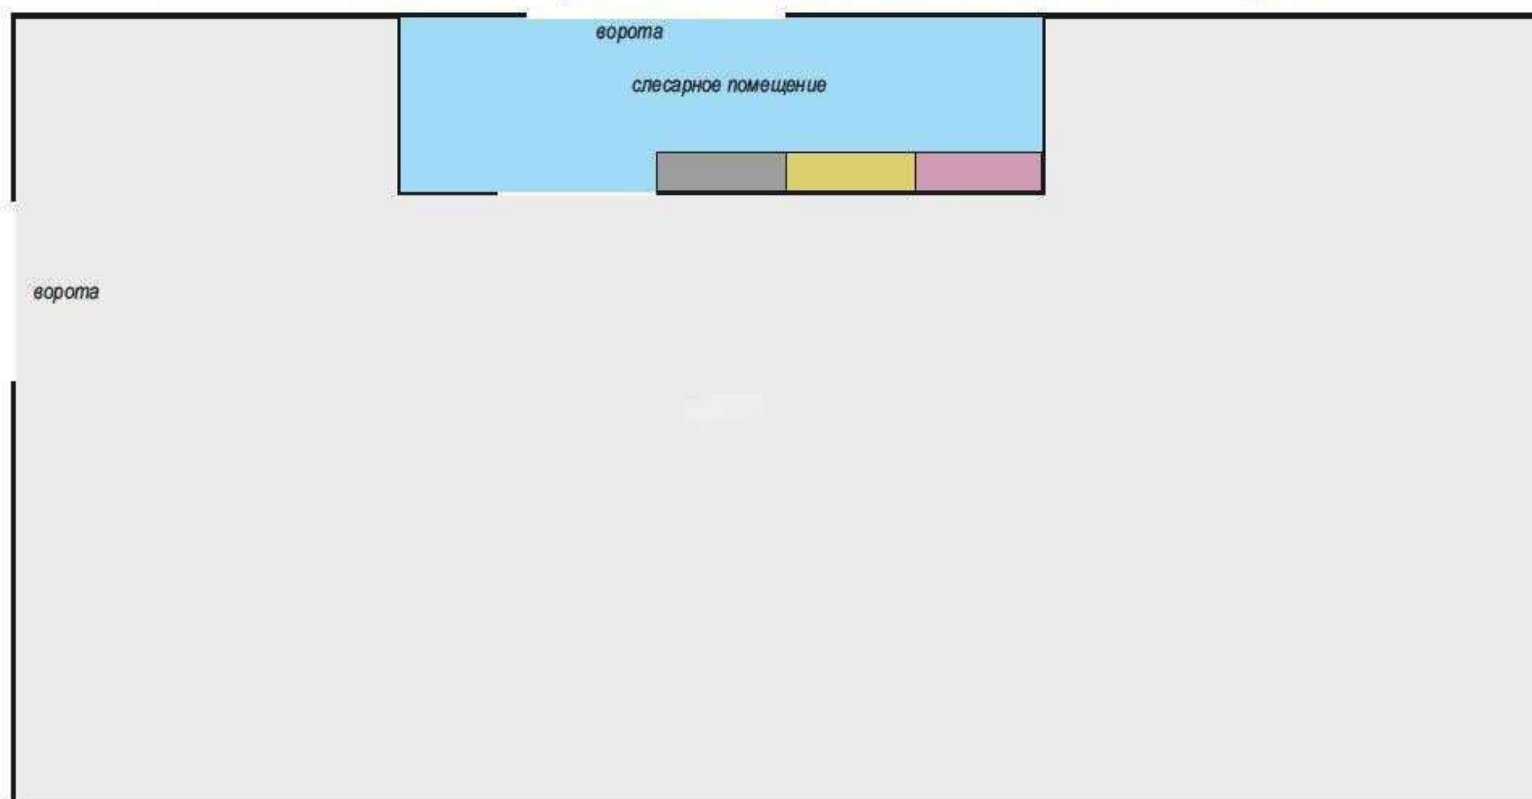 ворота
слесарное помещение
ворота